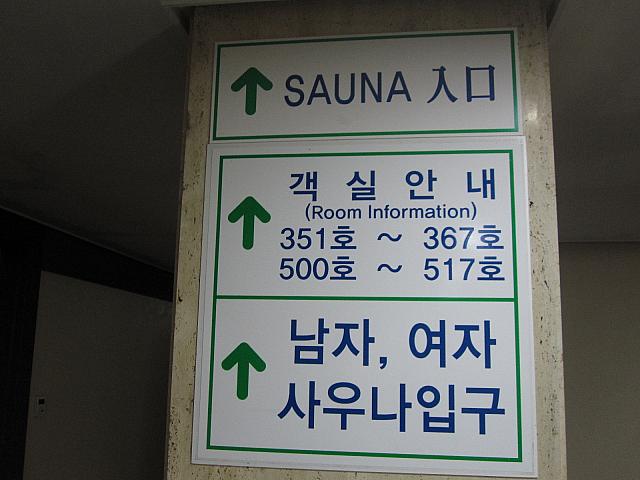 SAUNA 入口
객실안내
(Room Information)
351호 ~ 367호
500호 ~ 517호
남자, 여자
사우나입구